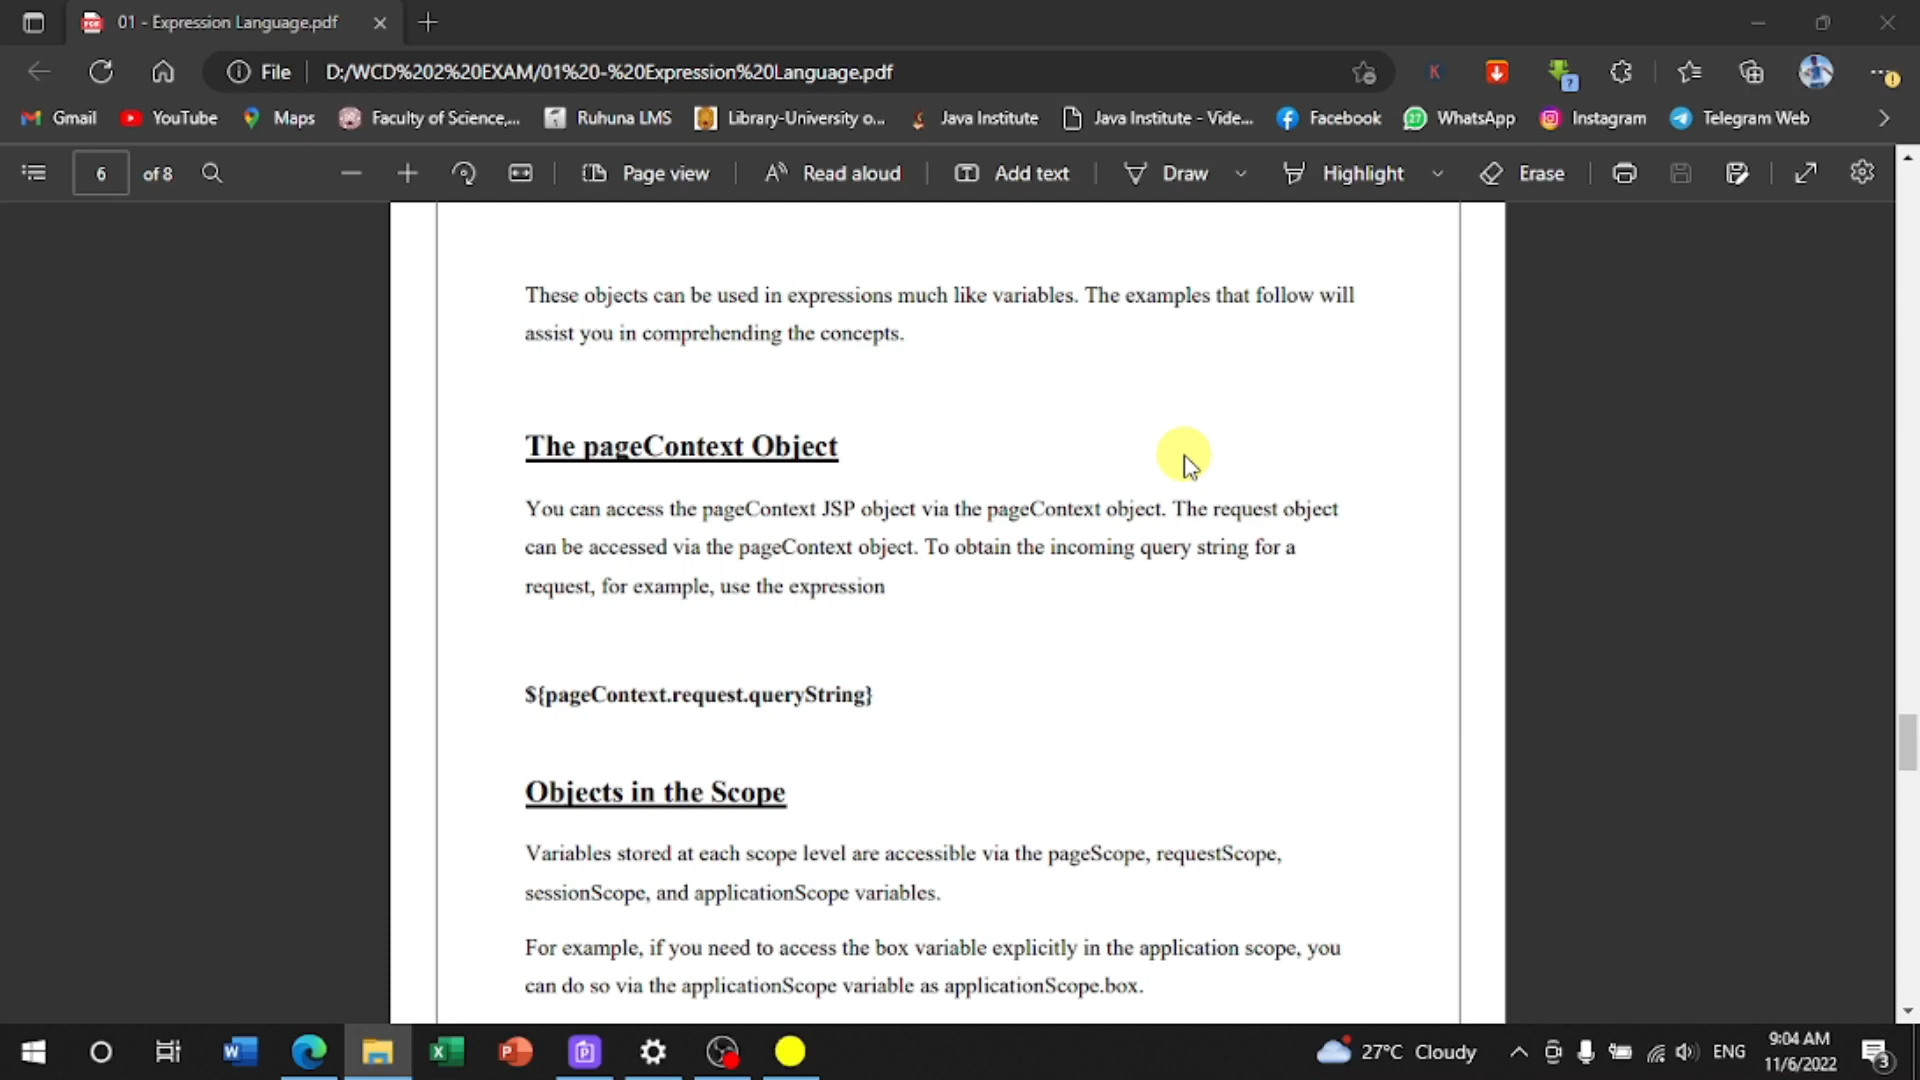 01 - Expression Language.pdf
File D:/WCD%202%20EXAM/01%20-%20Expression%20Language.pdf
Gmail YouTube Maps Faculty of Science,... Ruhuna LMS Library-University o... Java Institute Java Institute - Vide... Facebook WhatsApp Instagram Telegram Web
6 of 8 Page view Read aloud Add text Draw Highlight Erase
These objects can be used in expressions much like variables. The examples that follow will
assist you in comprehending the concepts.
The pageContext Object
You can access the pageContext JSP object via the pageContext object. The request object
can be accessed via the pageContext object. To obtain the incoming query string for a
request, for example, use the expression
${pageContext.request.queryString}
Objects in the Scope
Variables stored at each scope level are accessible via the pageScope, requestScope,
sessionScope, and applicationScope variables.
For example, if you need to access the box variable explicitly in the application scope, you
can do so via the applicationScope variable as applicationScope.box.
27°C Cloudy ENG 9:04 AM
11/6/2022 3